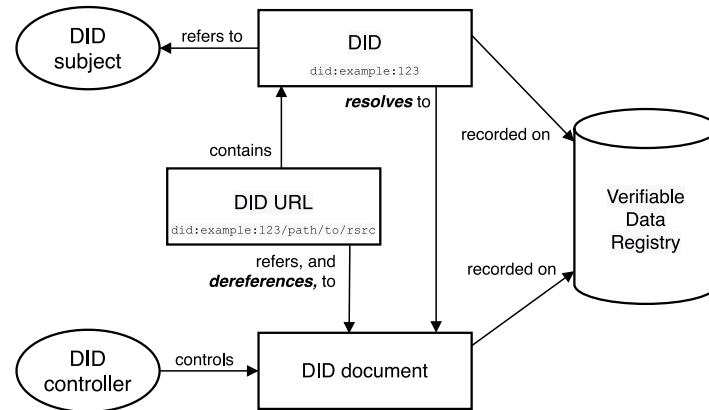 DID
subject
refers to
DID
did:example:123
resolves to
recorded on
contains
DID URL
did:example:123/path/to/rsrc
Verifiable
Data
Registry
refers, and
dereferences, to
recorded on
DID
controller
controls
DID document